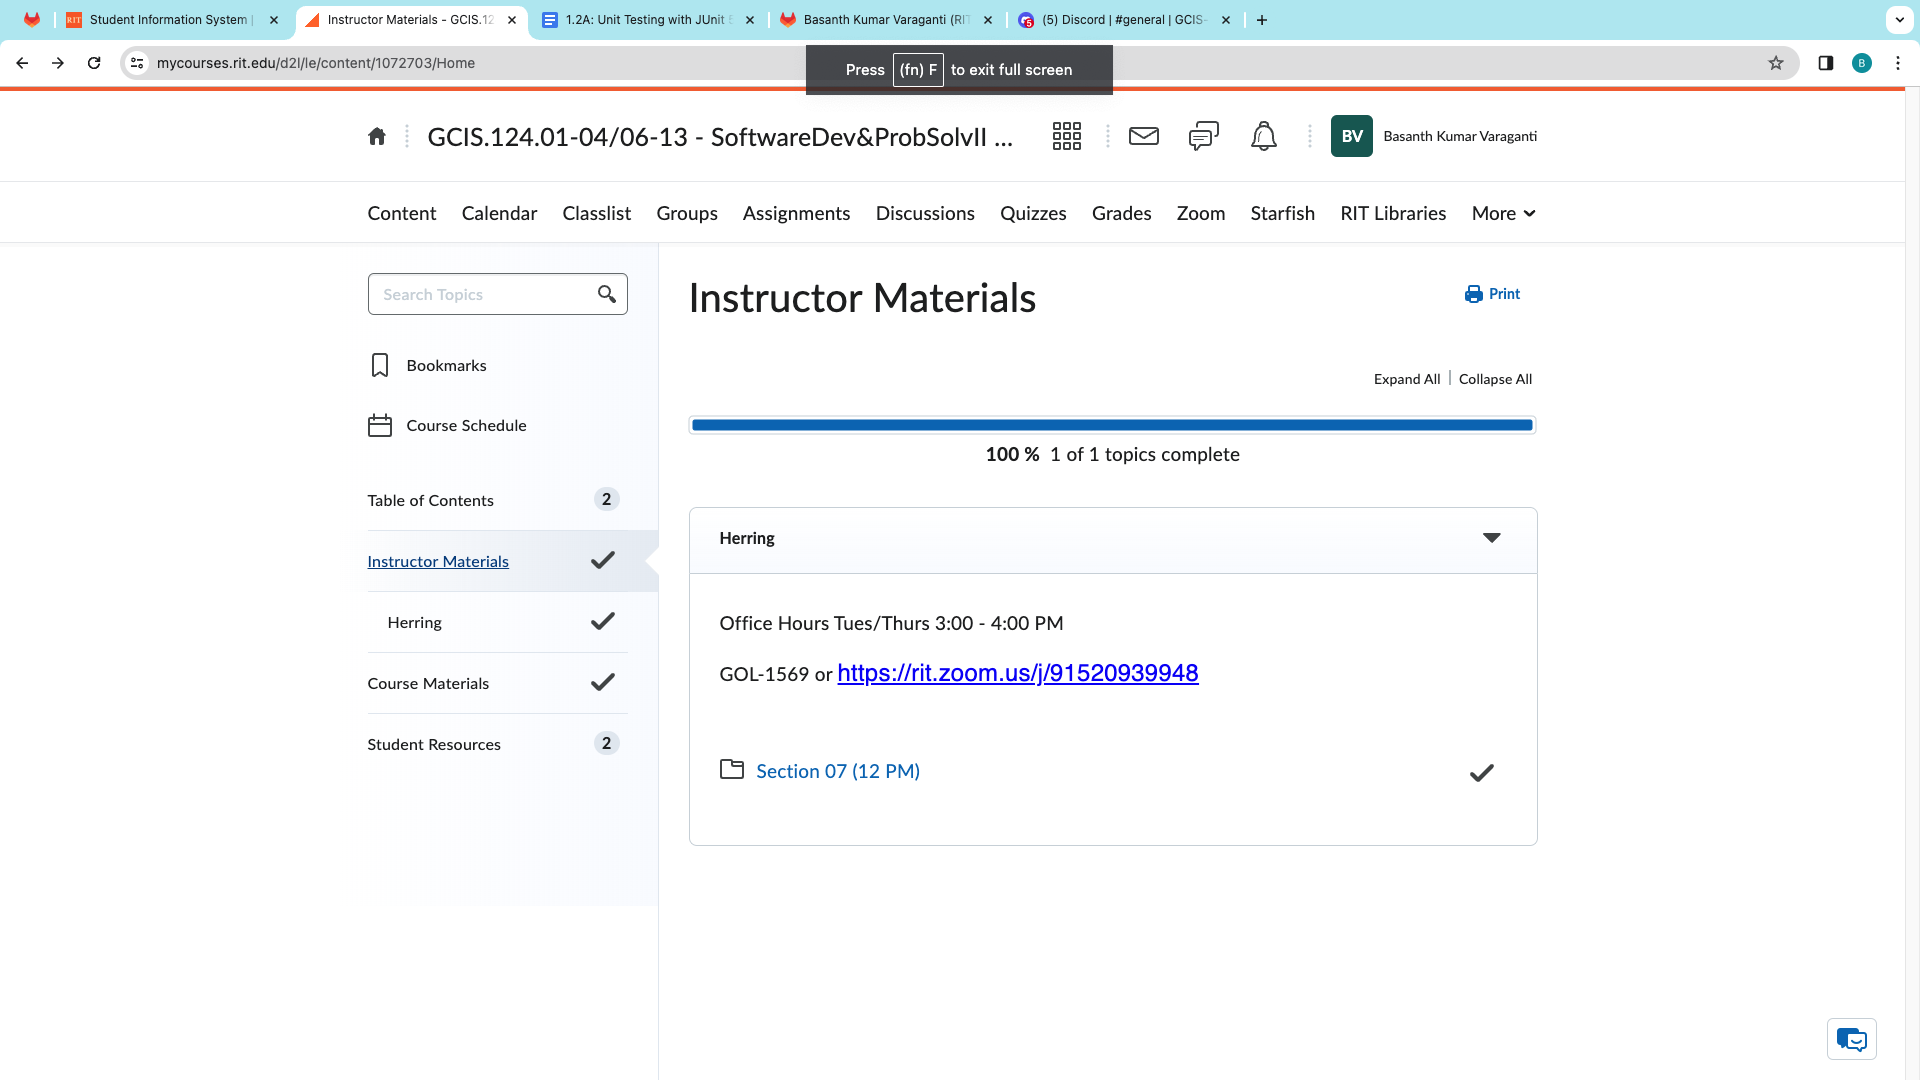 RIT Student Information System |
Instructor Materials - GCIS.12
1.2A: Unit Testing with JUnit 5
Basanth Kumar Varaganti (RIT
(5) Discord | #general | GCIS-
mycourses.rit.edu/d2l/le/content/1072703/Home
B
Press (fn) F to exit full screen
GCIS.124.01-04/06-13 - SoftwareDev&ProbSolvII ...
BV Basanth Kumar Varaganti
Content Calendar Classlist Groups Assignments Discussions Quizzes Grades Zoom Starfish RIT Libraries More
Search Topics
Bookmarks
Course Schedule
Table of Contents 2
Instructor Materials
Herring
Course Materials
Student Resources 2
Instructor Materials
Print
Expand All | Collapse All
100 % 1 of 1 topics complete
Herring
Office Hours Tues/Thurs 3:00 - 4:00 PM
GOL-1569 or https://rit.zoom.us/j/91520939948
Section 07 (12 PM)